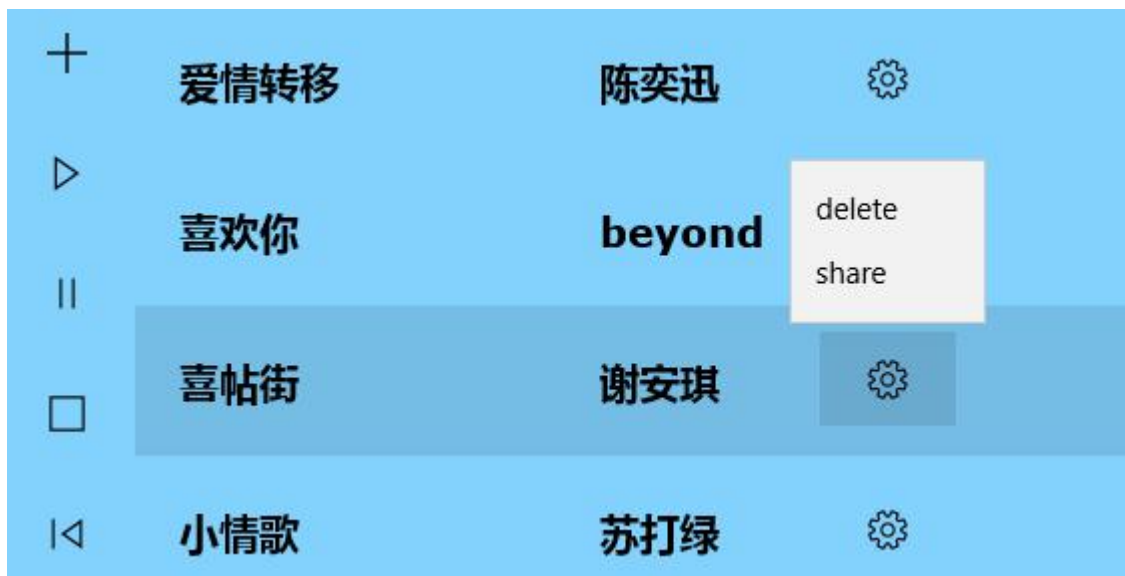 爱情转移 陈奕迅
喜欢你 beyond
delete
share
喜帖街 谢安琪
小情歌 苏打绿